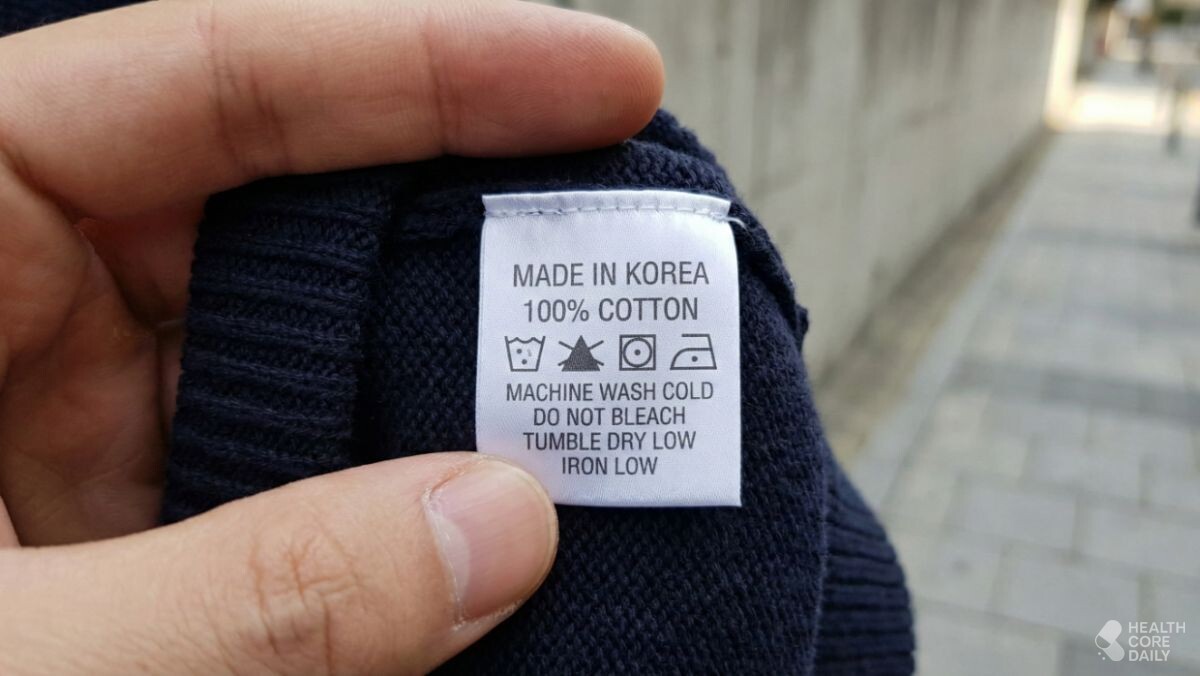 MADE IN KOREA
100% COTTON
MACHINE WASH COLD
DO NOT BLEACH
TUMBLE DRY LOW
IRON LOW
HEALTH
CORE
DAILY